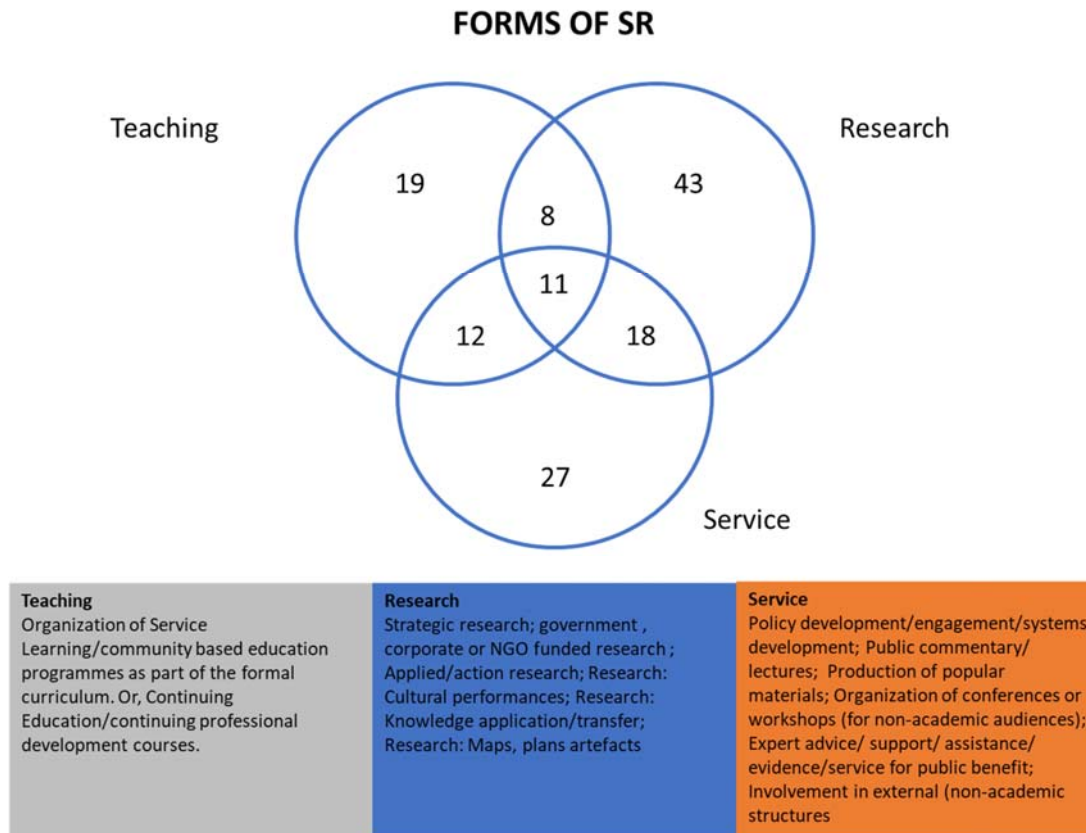 FORMS OF SR
Teaching
Research
19
43
8
11
12
18
27
Service
Teaching
Organization of Service
Learning/community based education
programmes as part of the formal
curriculum. Or, Continuing
Education/continuing professional
development courses.
Research
Strategic research; government ,
corporate or NGO funded research ;
Applied/action research; Research:
Cultural performances; Research:
Knowledge application/transfer;
Research: Maps, plans artefacts
Service
Policy development/engagement/systems
development; Public commentary/
lectures; Production of popular
materials; Organization of conferences or
workshops (for non-academic audiences);
Expert advice/ support/ assistance/
evidence/service for public benefit;
Involvement in external (non-academic
structures